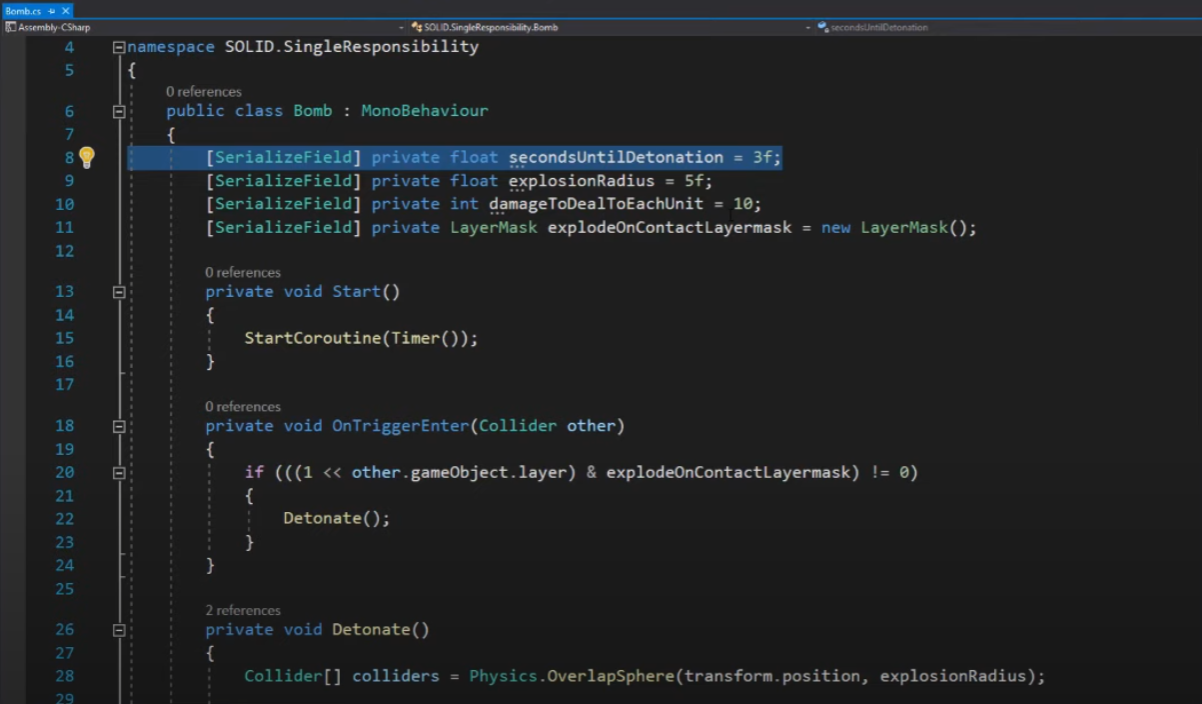 Bomb.cs
Assembly-CSharp SOLID.SingleResponsibility.Bomb secondsUntilDetonation
4 namespace SOLID.SingleResponsibility
5 {
0 references
6 public class Bomb : MonoBehaviour
7 {
8 [SerializeField] private float secondsUntilDetonation = 3f;
9 [SerializeField] private float explosionRadius = 5f;
10 [SerializeField] private int damageToDealToEachUnit = 10;
11 [SerializeField] private LayerMask explodeOnContactLayermask = new LayerMask();
12
0 references
13 private void Start()
14 {
15 StartCoroutine(Timer());
16 }
17
0 references
18 private void OnTriggerEnter(Collider other)
19 {
20 if (((1 << other.gameObject.layer) & explodeOnContactLayermask) != 0)
21 {
22 Detonate();
23 }
24 }
25
2 references
26 private void Detonate()
27 {
28 Collider[] colliders = Physics.OverlapSphere(transform.position, explosionRadius);
29